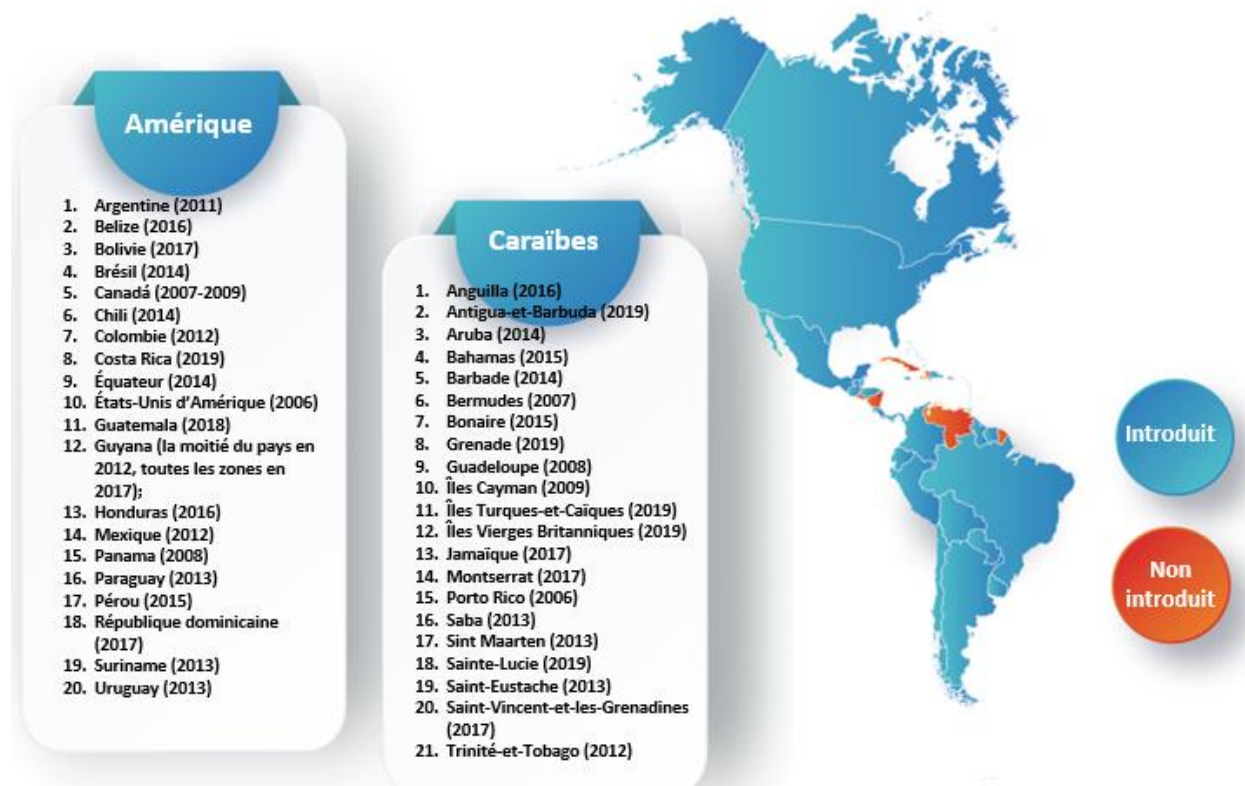 Amérique
1. Argentine (2011)
2. Belize (2016)
3. Bolivie (2017)
4. Brésil (2014)
5. Canadá (2007-2009)
6. Chili (2014)
7. Colombie (2012)
8. Costa Rica (2019)
9. Équateur (2014)
10. États-Unis d’Amérique (2006)
11. Guatemala (2018)
12. Guyana (la moitié du pays en
2012, toutes les zones en
2017);
13. Honduras (2016)
14. Mexique (2012)
15. Panama (2008)
16. Paraguay (2013)
17. Pérou (2015)
18. République dominicaine
(2017)
19. Suriname (2013)
20. Uruguay (2013)
Caraïbes
1. Anguilla (2016)
2. Antigua-et-Barbuda (2019)
3. Aruba (2014)
4. Bahamas (2015)
5. Barbade (2014)
6. Bermudes (2007)
7. Bonaire (2015)
8. Grenade (2019)
9. Guadeloupe (2008)
10. Îles Cayman (2009)
11. Îles Turques-et-Caïques (2019)
12. Îles Vierges Britanniques (2019)
13. Jamaïque (2017)
14. Montserrat (2017)
15. Porto Rico (2006)
16. Saba (2013)
17. Sint Maarten (2013)
18. Sainte-Lucie (2019)
19. Saint-Eustache (2013)
20. Saint-Vincent-et-les-Grenadines
(2017)
21. Trinité-et-Tobago (2012)
Introduit
Non
introduit